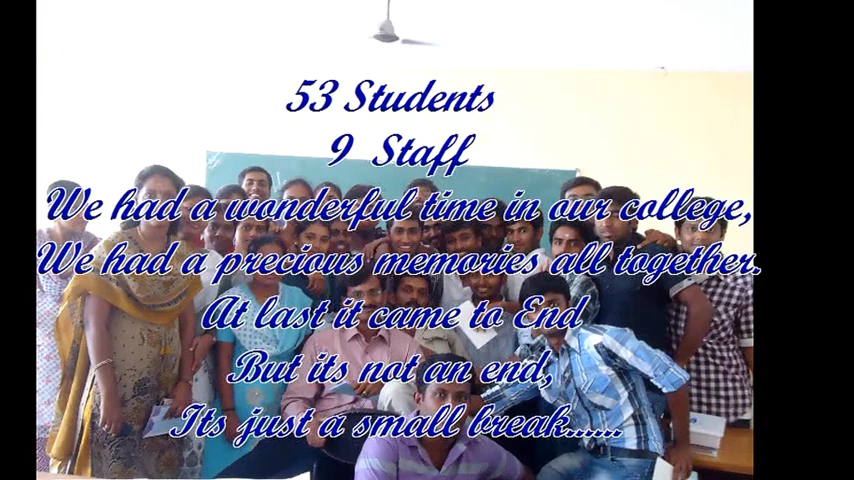 53 Students
9 Staff
We had a wonderful time in our college,
We had a precious memories all together.
At last it came to End
But its not an end,
Its just a small break......